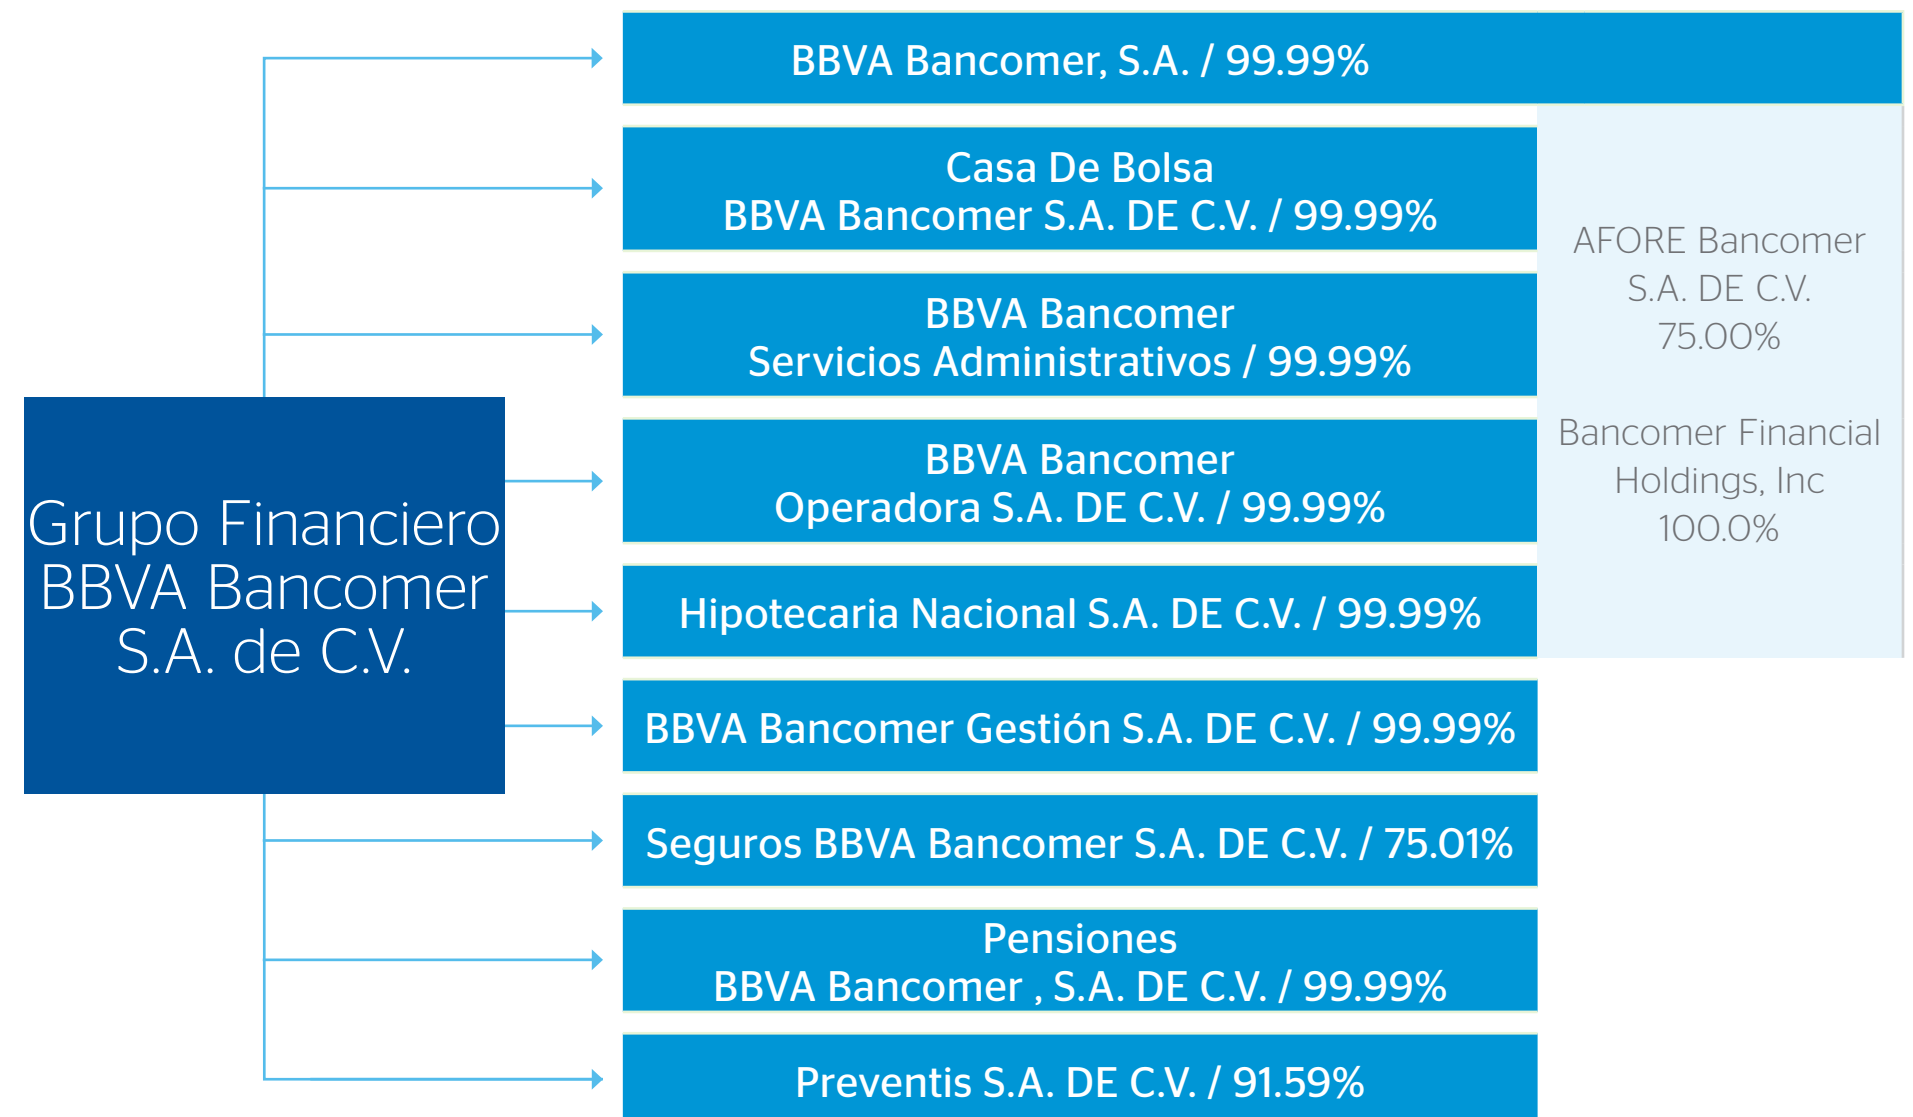 Grupo Financiero
BBVA Bancomer
S.A. de C.V.
BBVA Bancomer, S.A. / 99.99%
Casa De Bolsa
BBVA Bancomer S.A. DE C.V. / 99.99%
BBVA Bancomer
Servicios Administrativos / 99.99%
BBVA Bancomer
Operadora S.A. DE C.V. / 99.99%
Hipotecaria Nacional S.A. DE C.V. / 99.99%
BBVA Bancomer Gestión S.A. DE C.V. / 99.99%
Seguros BBVA Bancomer S.A. DE C.V. / 75.01%
Pensiones
BBVA Bancomer , S.A. DE C.V. / 99.99%
Preventis S.A. DE C.V. / 91.59%
AFORE Bancomer
S.A. DE C.V.
75.00%
Bancomer Financial
Holdings, Inc
100.0%